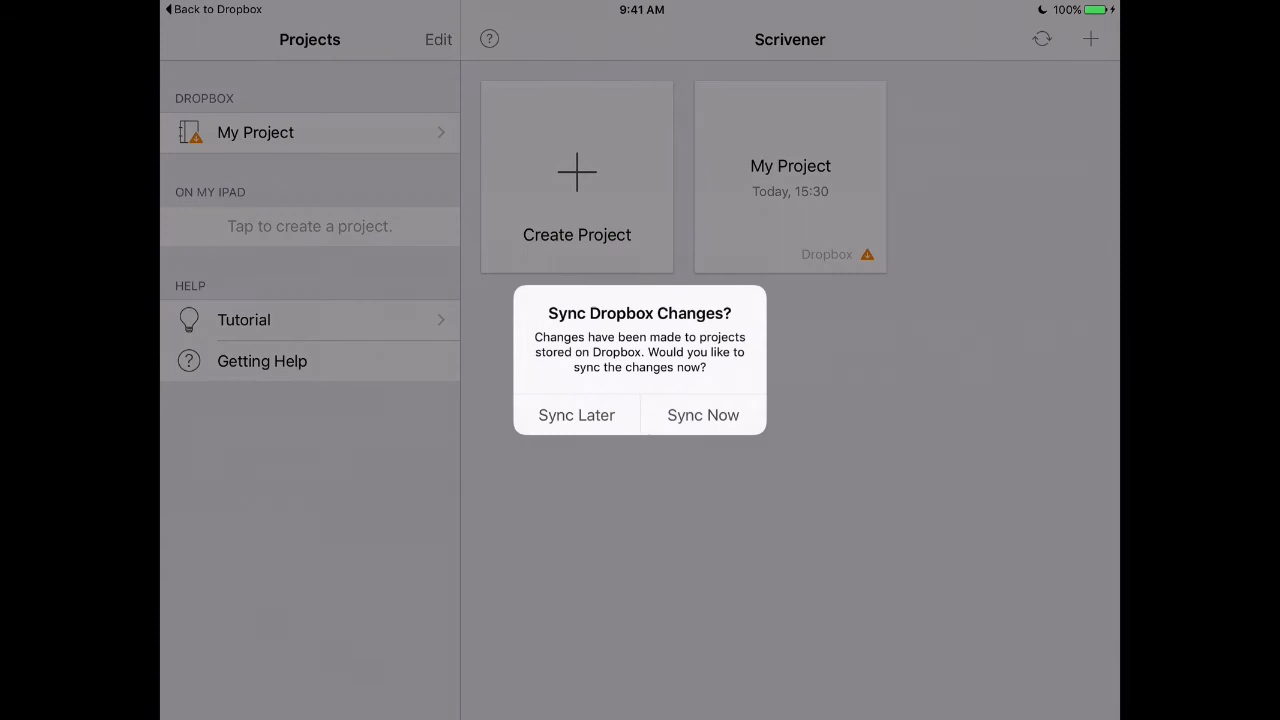 Back to Dropbox
9:41 AM
100%
Projects
Edit
?
Scrivener
DROPBOX
My Project
ON MY IPAD
Tap to create a project.
HELP
Tutorial
? Getting Help
Create Project
My Project
Today, 15:30
Dropbox
Sync Dropbox Changes?
Changes have been made to projects
stored on Dropbox. Would you like to
sync the changes now?
Sync Later
Sync Now